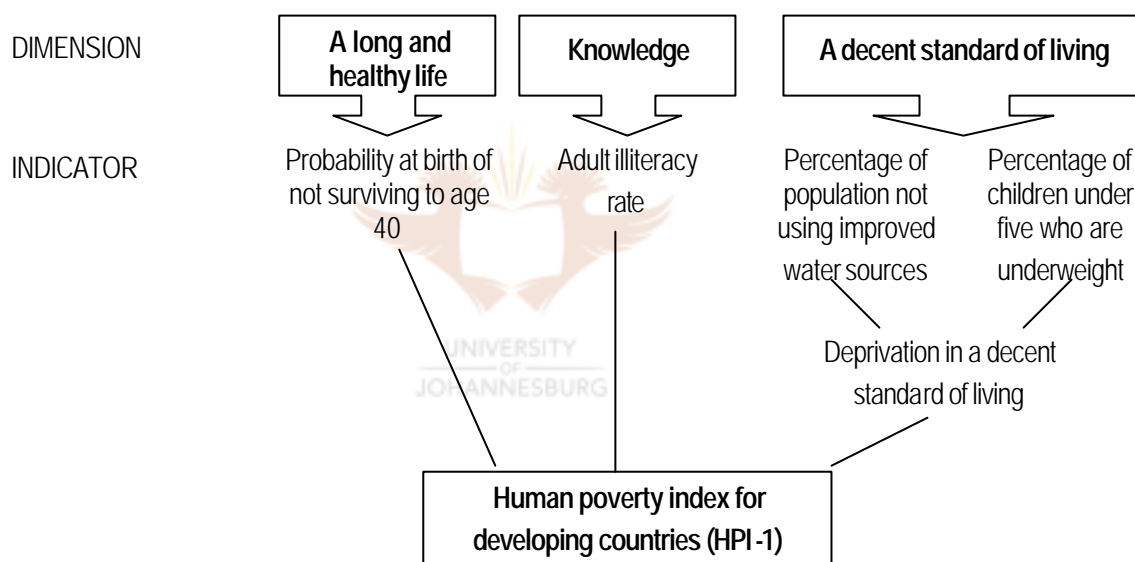 DIMENSION
A long and
healthy life
Knowledge
A decent standard of living
INDICATOR
Probability at birth of
not surviving to age
40
Adult illiteracy
rate
Percentage of
population not
using improved
water sources
Percentage of
children under
five who are
underweight
UNIVERSITY
OF
JOHANNESBURG
Deprivation in a decent
standard of living
Human poverty index for
developing countries (HPI-1)